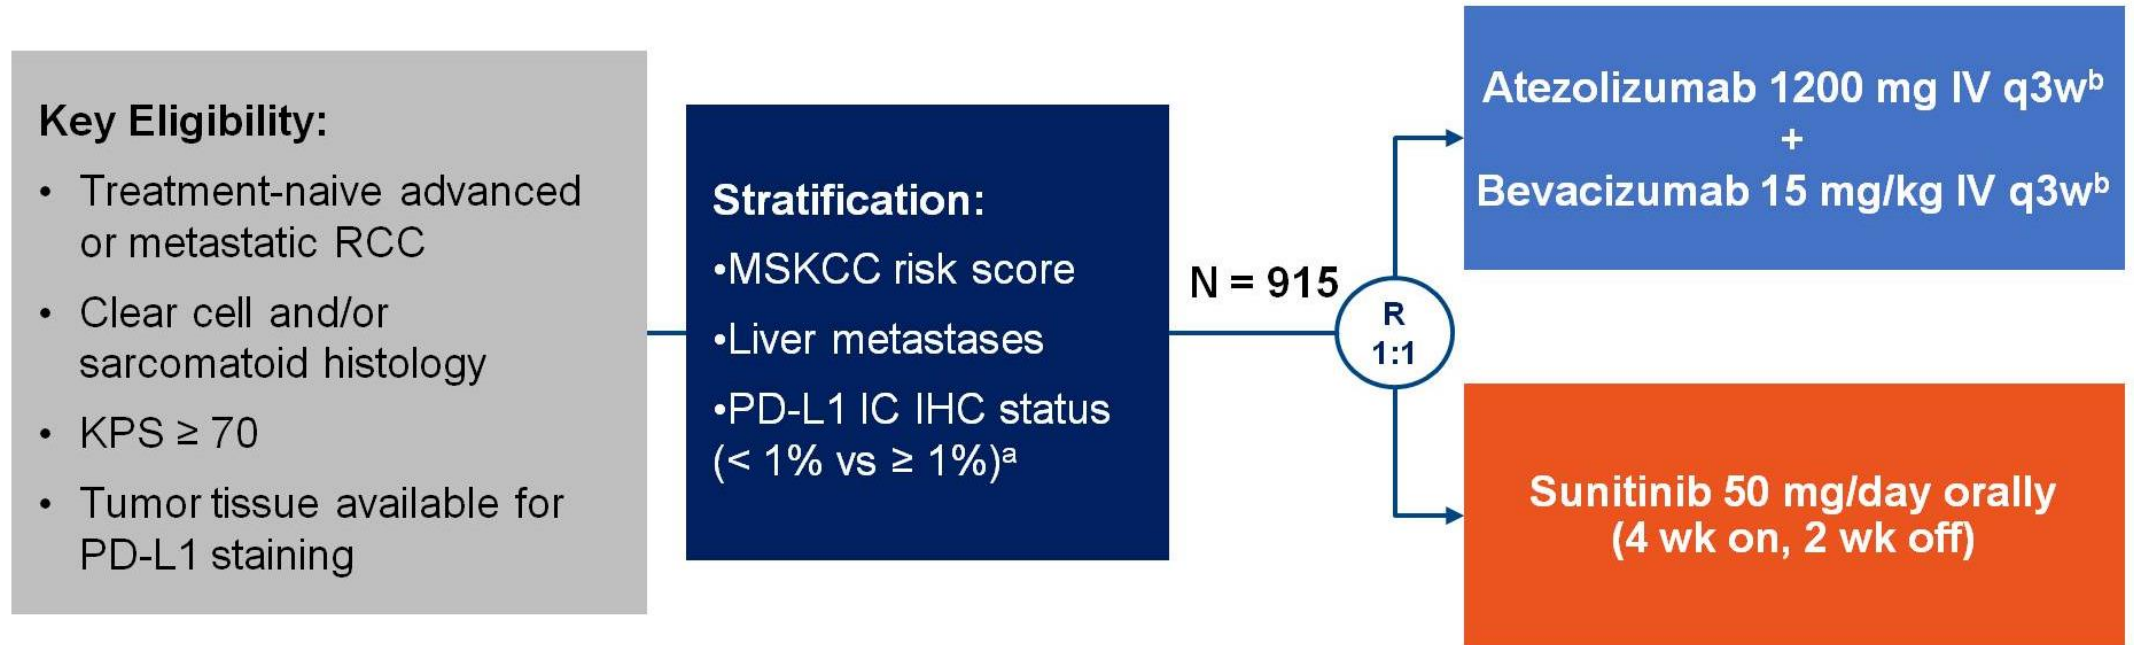 Key Eligibility:
• Treatment-naive advanced
or metastatic RCC
• Clear cell and/or
sarcomatoid histology
• KPS ≥ 70
• Tumor tissue available for
PD-L1 staining
Stratification:
•MSKCC risk score
•Liver metastases
•PD-L1 IC IHC status
(< 1% vs ≥ 1%)ᵃ
N = 915
R
1:1
Atezolizumab 1200 mg IV q3wᵇ
+
Bevacizumab 15 mg/kg IV q3wᵇ
Sunitinib 50 mg/day orally
(4 wk on, 2 wk off)